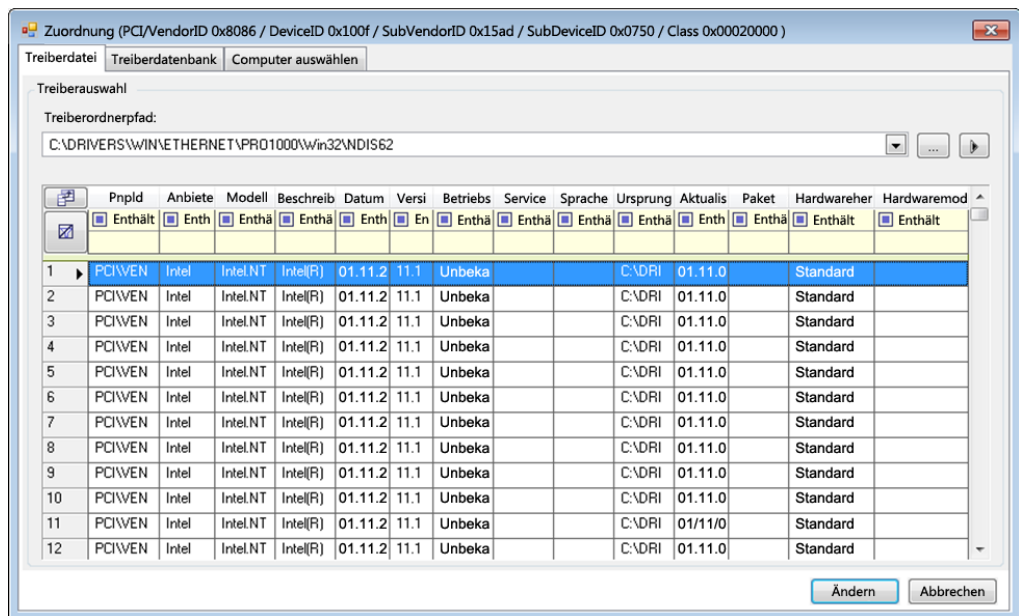 Zuordnung (PCI/VendorID 0x8086 / DeviceID 0x100f / SubVendorID 0x15ad / SubDeviceID 0x0750 / Class 0x00020000 )
Treiberdatei Treiberdatenbank Computer auswählen
Treiberauswahl
Treiberordnerpfad:
C:\DRIVERS\WIN\ETHERNET\PRO1000\Win32\NDIS62
...
PnpId Anbiete Modell Beschreib Datum Versi Betriebs Service Sprache Ursprung Aktualis Paket Hardwareher Hardwaremod
Enthält Enth Enthä Enthä Enth En Enthä Enthä Enthä Enthä Enth Enthä Enthält Enthält
1 PCI\VEN Intel Intel.NT Intel(R) 01.11.2 11.1 Unbeka C:\DRI 01.11.0 Standard
2 PCI\VEN Intel Intel.NT Intel(R) 01.11.2 11.1 Unbeka C:\DRI 01.11.0 Standard
3 PCI\VEN Intel Intel.NT Intel(R) 01.11.2 11.1 Unbeka C:\DRI 01.11.0 Standard
4 PCI\VEN Intel Intel.NT Intel(R) 01.11.2 11.1 Unbeka C:\DRI 01.11.0 Standard
5 PCI\VEN Intel Intel.NT Intel(R) 01.11.2 11.1 Unbeka C:\DRI 01.11.0 Standard
6 PCI\VEN Intel Intel.NT Intel(R) 01.11.2 11.1 Unbeka C:\DRI 01.11.0 Standard
7 PCI\VEN Intel Intel.NT Intel(R) 01.11.2 11.1 Unbeka C:\DRI 01.11.0 Standard
8 PCI\VEN Intel Intel.NT Intel(R) 01.11.2 11.1 Unbeka C:\DRI 01.11.0 Standard
9 PCI\VEN Intel Intel.NT Intel(R) 01.11.2 11.1 Unbeka C:\DRI 01.11.0 Standard
10 PCI\VEN Intel Intel.NT Intel(R) 01.11.2 11.1 Unbeka C:\DRI 01.11.0 Standard
11 PCI\VEN Intel Intel.NT Intel(R) 01.11.2 11.1 Unbeka C:\DRI 01/11/0 Standard
12 PCI\VEN Intel Intel.NT Intel(R) 01.11.2 11.1 Unbeka C:\DRI 01.11.0 Standard
Ändern Abbrechen